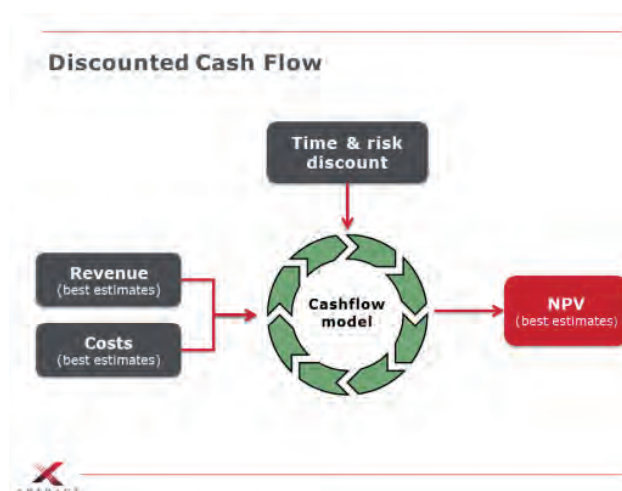 Discounted Cash Flow
Time & risk
discount
Revenue
(best estimates)
Costs
(best estimates)
Cashflow
model
NPV
(best estimates)